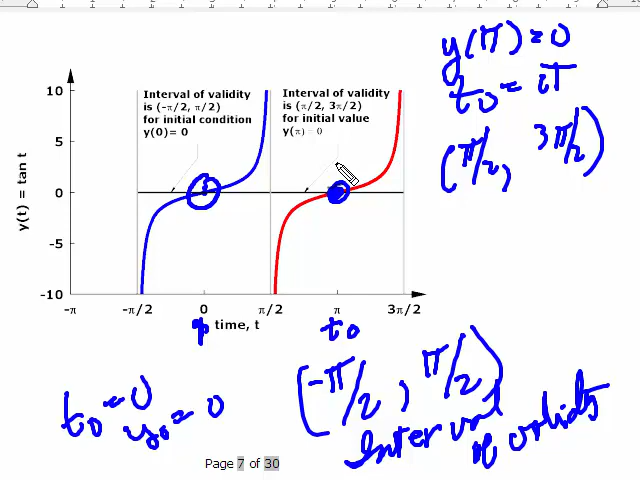 y(π) = 0
t0 = π
(π/2, 3π/2)
Interval of validity
is (-π/2, π/2)
for initial condition
y(0)= 0
Interval of validity
is (π/2, 3π/2)
for initial value
y(π) = 0
y(t) = tan t
10
5
0
-5
-10
-π
-π/2
0
π/2
π
3π/2
time, t
t0
t0 = 0
y0 = 0
(-π/2, π/2)
Interval
of validity
Page 7 of 30